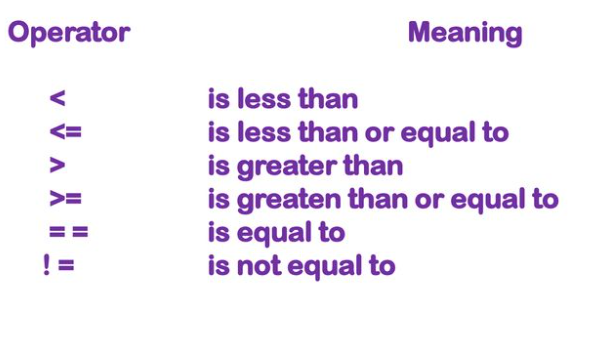 Operator Meaning
< is less than
<= is less than or equal to
> is greater than
>= is greaten than or equal to
= = is equal to
! = is not equal to